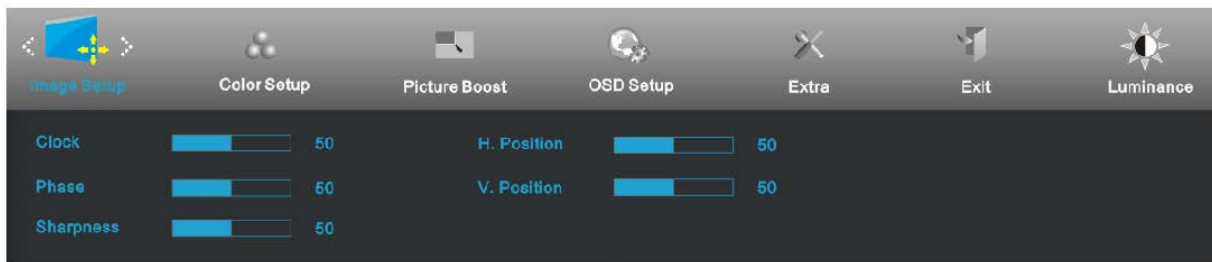 Image Setup
Color Setup
Picture Boost
OSD Setup
Extra
Exit
Luminance
Clock 50 H. Position 50
Phase 50 V. Position 50
Sharpness 50